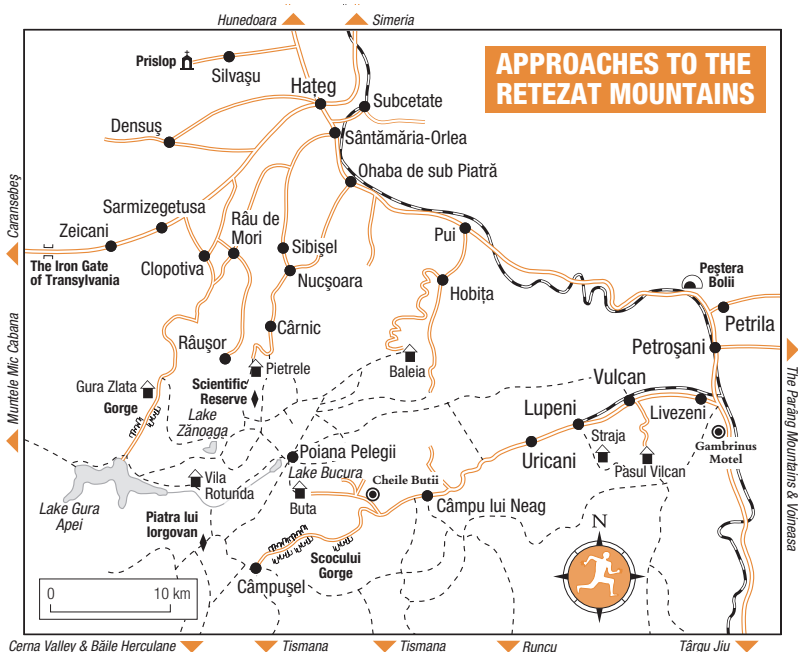 Hunedoara
Simeria
APPROACHES TO THE
RETEZAT MOUNTAINS
Prislop
Silvaşu
Haţeg
Subcetate
Densuş
Sântămăria-Orlea
Ohaba de sub Piatră
Caransebeş
Sarmizegetusa
Zeicani
Râu de
Mori
Sibişel
Pui
The Iron Gate
of Transylvania
Clopotiva
Nucşoara
Hobiţa
Peştera
Bolii
Petrila
Cârnic
Petroşani
Râuşor
Pietrele
Baleia
Muntele Mic Cabana
The Parâng Mountains & Voineasa
Gura Zlata
Gorge
Scientific
Reserve
Lake
Zănoaga
Vulcan
Lupeni
Livezeni
Straja
Gambrinus
Motel
Uricani
Pasul Vilcan
Poiana Pelegii
Lake Bucura
Cheile Butii
Vila
Rotunda
Lake Gura
Apei
Buta
Câmpu lui Neag
Piatra lui
Iorgovan
Scocului
Gorge
N
Câmpuşel
0
10 km
Cerna Valley & Băile Herculane
Tismana
Tismana
Runcu
Târgu Jiu